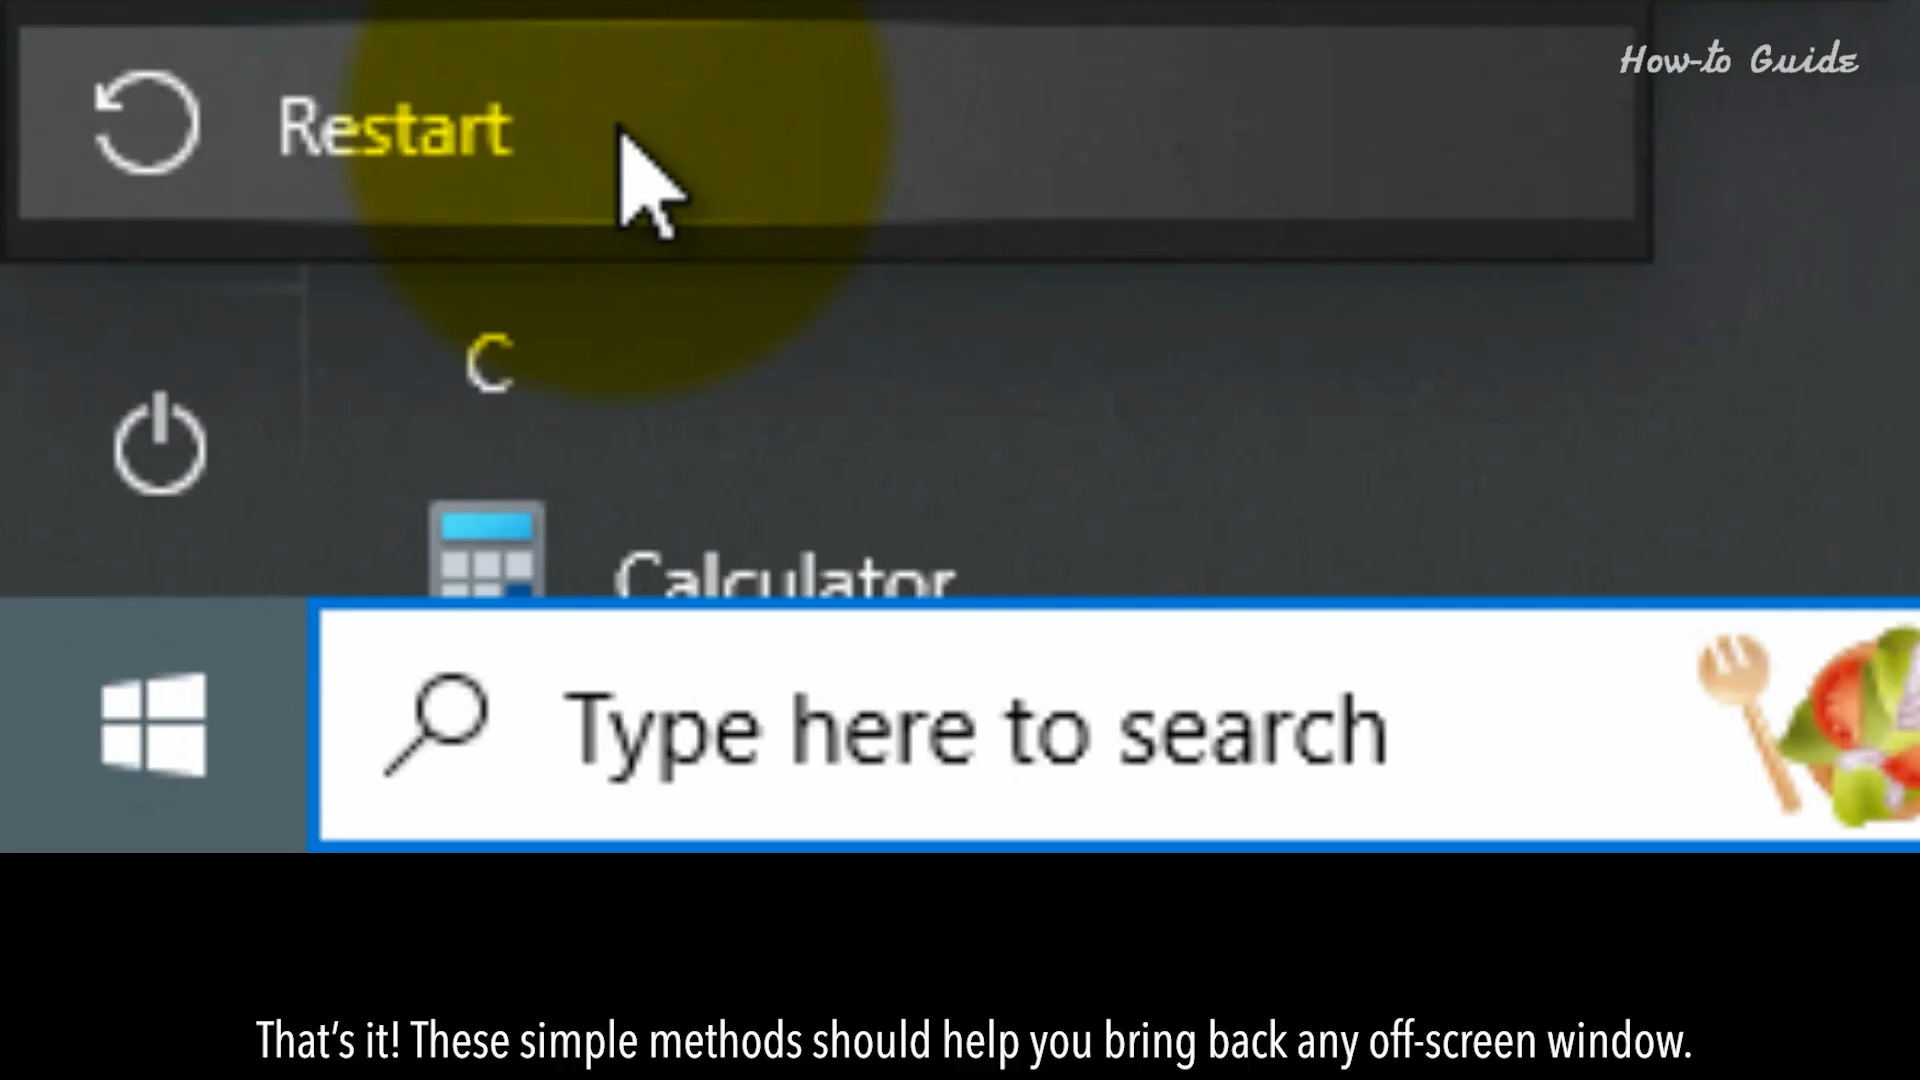 How-to Guide
Restart
C
Calculator
Type here to search
That's it! These simple methods should help you bring back any off-screen window.